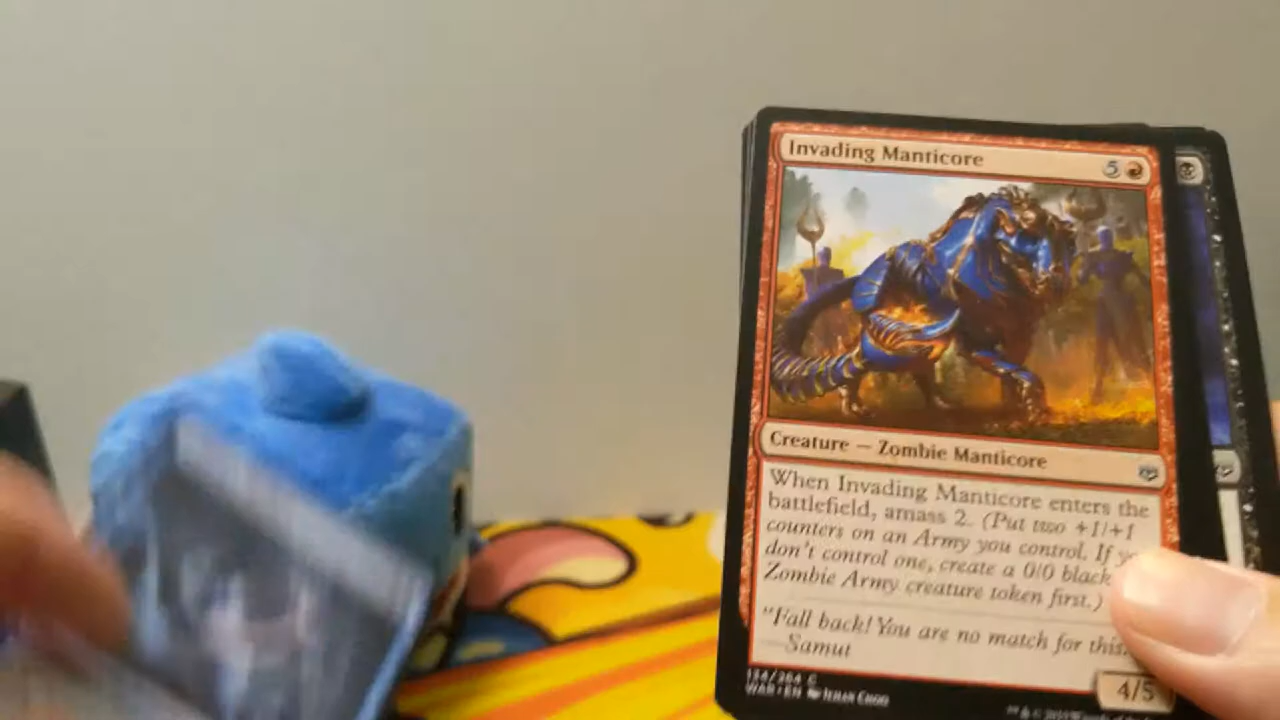 Invading Manticore 5
Creature — Zombie Manticore
When Invading Manticore enters the
battlefield, amass 2. (Put two +1/+1
counters on an Army you control. If
don't control one, create a 0/0 black
Zombie Army creature token first.)
"Fall back! You are no match for this.
—Samut
154/264 C
WAR • EN
4/5